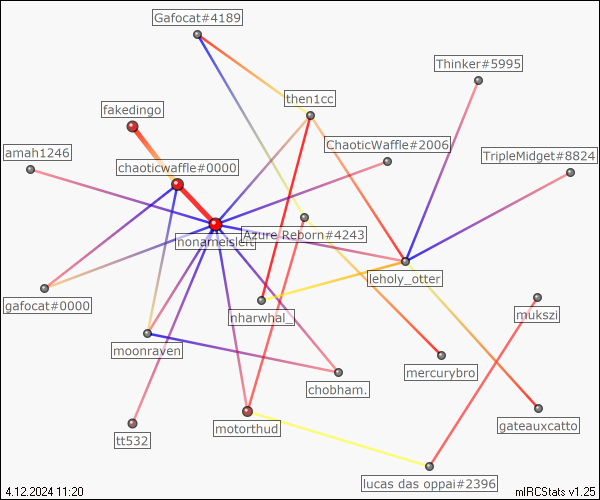 Gafocat#4189
Thinker#5995
then1cc
fakedingo
ChaoticWaffle#2006
amah1246
TripleMidget#8824
chaoticwaffle#0000
Azure Reborn#4243
leholy_otter
gafocat#0000
nharwhal_
mukszi
moonraven
mercurybro
chobham.
gateauxcatto
motorthud
tt532
lucas das oppai#2396
4.12.2024 11:20
mIRCStats v1.25